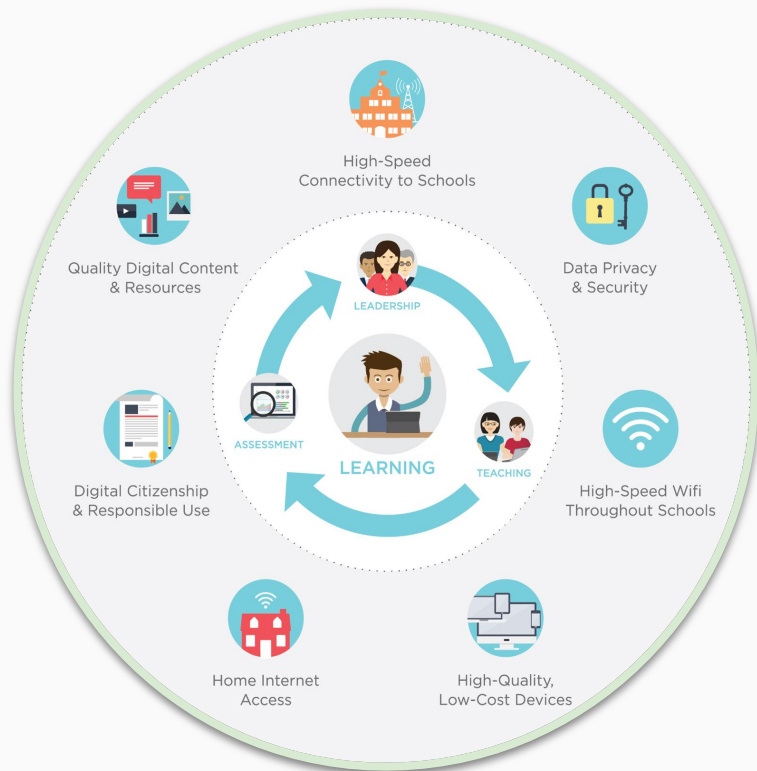 High-Speed
Connectivity to Schools
Quality Digital Content
& Resources
Data Privacy
& Security
LEADERSHIP
ASSESSMENT
LEARNING
TEACHING
Digital Citizenship
& Responsible Use
High-Speed Wifi
Throughout Schools
Home Internet
Access
High-Quality,
Low-Cost Devices